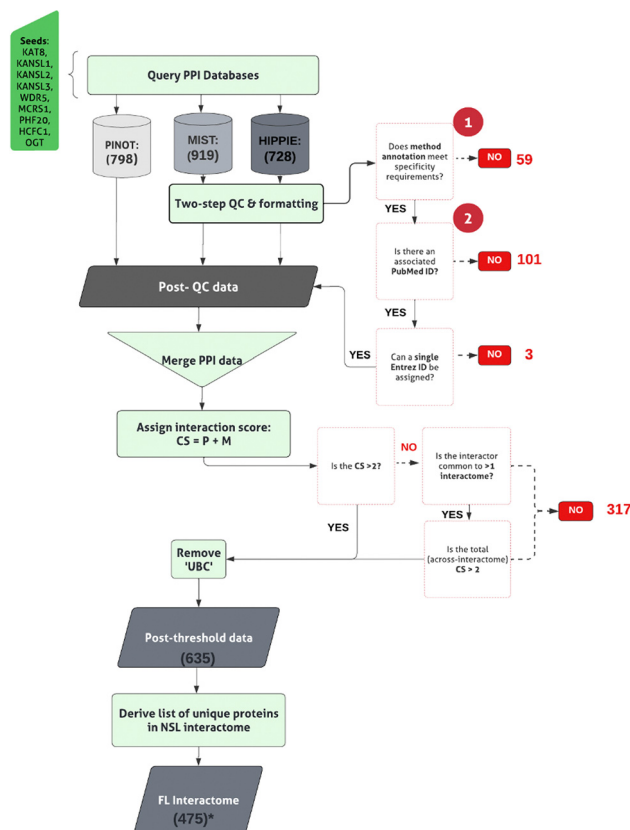 Seeds:
KAT8,
KANSL1,
KANSL2,
KANSL3,
WDR5,
MCRS1,
PHF20,
HCFC1,
OGT
Query PPI Databases
PINOT:
(798)
MIST:
(919)
HIPPIE:
(728)
Two-step QC & formatting
1
Does method
annotation meet
specificity
requirements?
NO
59
YES
2
Is there an
associated
PubMed ID?
NO
101
YES
Can a single
Entrez ID be
assigned?
NO
3
YES
Post- QC data
Merge PPI data
Assign interaction score:
CS = P + M
Is the CS >2?
NO
Is the interactor
common to >1
interactome?
NO
317
YES
YES
Is the total
(across-interactome)
CS > 2
Remove
'UBC'
Post-threshold data
(635)
Derive list of unique proteins
in NSL interactome
FL Interactome
(475)*